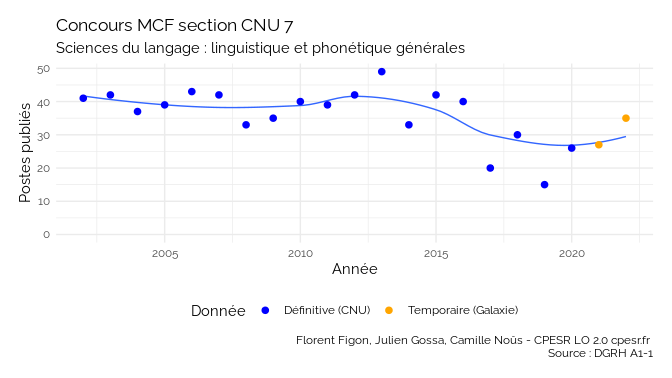 Concours MCF section CNU 7
Sciences du langage : linguistique et phonétique générales
Postes publiés
50
40
30
20
10
0
2005 2010 2015 2020
Année
Donnée Définitive (CNU) Temporaire (Galaxie)
Florent Figon, Julien Gossa, Camille Noûs - CPESR LO 2.0 cpesr.fr
Source : DGRH A1-1